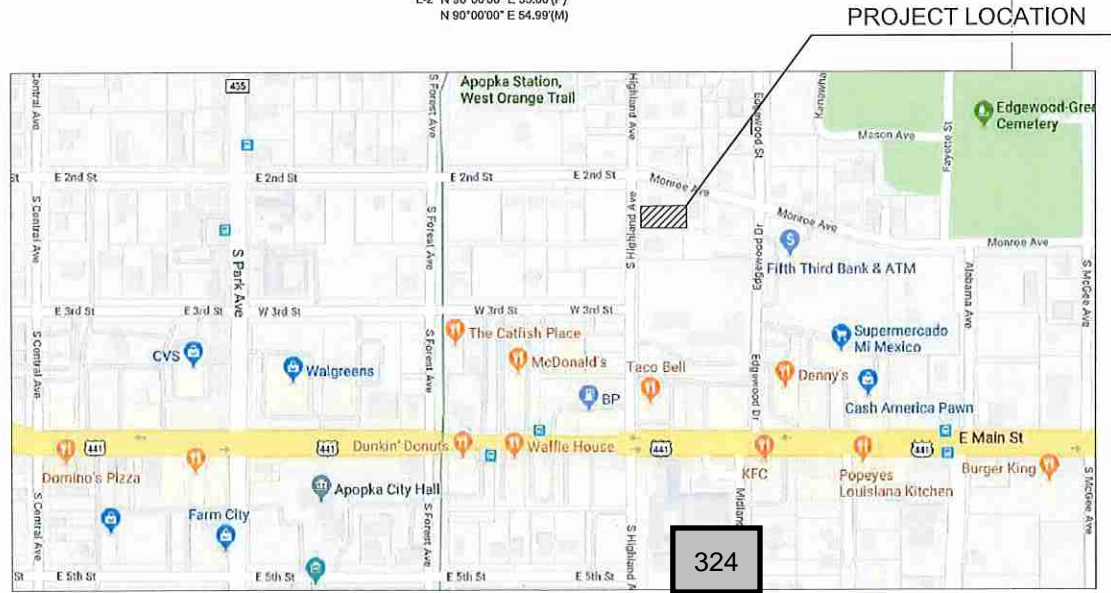 N 90°00'00" E 54.99'(M)
PROJECT LOCATION
Central Ave
435
S Forest Ave
Apopka Station,
West Orange Trail
Highland Ave
Edgewood St
Kanawha
Mason Ave
Fayette St
Edgewood-Gre
Cemetery
St
E 2nd St
E 2nd St
E 2nd St
E 2nd St
Monroe Ave
S Central Ave
S Park Ave
S Forest Ave
S Highland Ave
Edgewood Dr
Monroe Ave
Monroe Ave
Fifth Third Bank & ATM
Alabama Ave
S McGee Ave
E 3rd St
E 3rd St
W 3rd St
W 3rd St
S Central Ave
CVS
Walgreens
S Forest Ave
The Catfish Place
McDonald's
Taco Bell
BP
Edgewood Dr
Denny's
Supermercado
Mi Mexico
Cash America Pawn
441
441
Dunkin' Donuts
Waffle House
441
441
E Main St
Domino's Pizza
KFC
Popeyes
Louisiana Kitchen
Burger King
Apopka City Hall
Farm City
S Central Ave
S Forest Ave
S Highland A
Midland
S McGee Ave
324
St
E 5th St
E 5th St
E 5th St
E 5th St